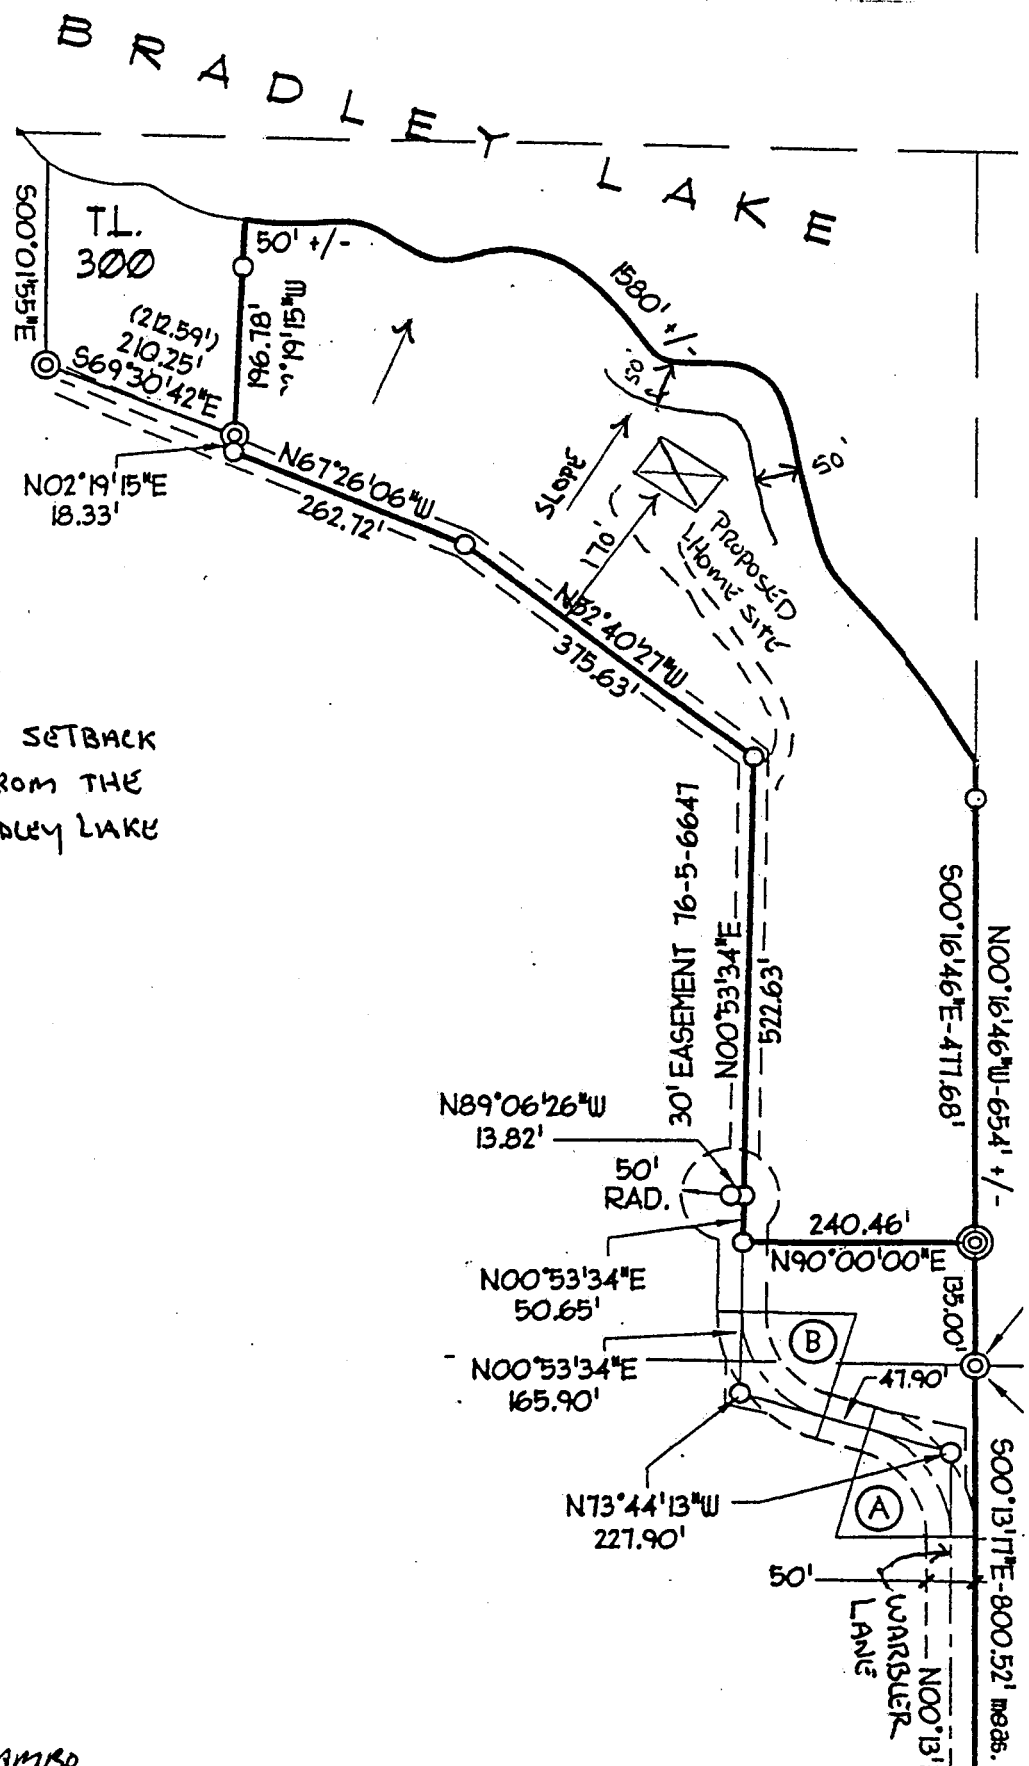 BRADLEY LAKE
T.L.
300
S00°01'55"E
50' +/-
196.78'
(212.59')
210.25'
S69°30'42"E
N02°19'15"E
18.33'
N67°26'06"W
262.72'
1580' +/-
50'
50'
SLOPE
170'
PROPOSED
HOME SITE
N52°40'27"W
375.63'
SETBACK
THE
LAKE
30' EASEMENT 76-5-6647
N00°53'34"E
522.63'
S00°16'46"E-477.68'
N00°16'46"W-654' +/-
N89°06'26"W
13.82'
50'
RAD.
240.46'
N90°00'00"E
N00°53'34"E
50.65'
135.00'
B
N00°53'34"E
165.90'
47.90'
N73°44'13"W
227.90'
A
50'
WARBLER
LANE
N00°13'
S00°13'17"E-800.52' meas.